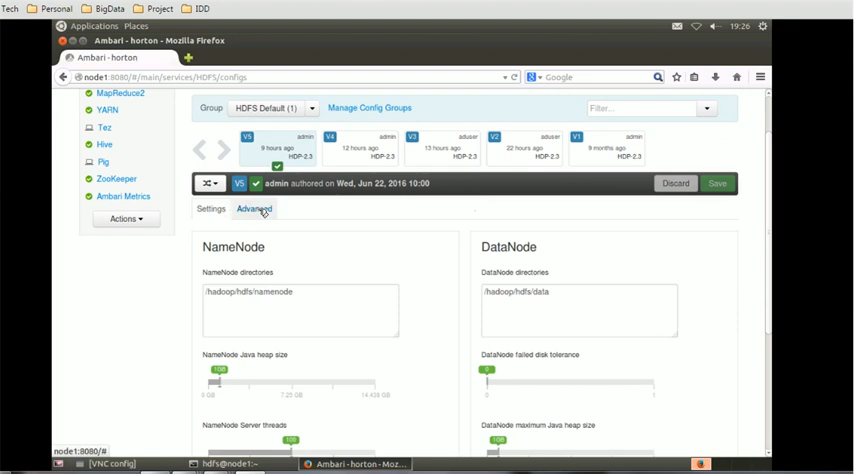 Tech Personal BigData Project IDD
Applications Places 19:26
Ambari - horton - Mozilla Firefox
Ambari - horton
node1:8080/#/main/services/HDFS/configs Google
MapReduce2
YARN
Tez
Hive
Pig
ZooKeeper
Ambari Metrics
Actions
Group HDFS Default (1) Manage Config Groups Filter...
V5 admin V4 admin V3 aduser V2 aduser V1 admin
9 hours ago 12 hours ago 13 hours ago 22 hours ago 9 months ago
HDP-2.3 HDP-2.3 HDP-2.3 HDP-2.3 HDP-2.3
V5 admin authored on Wed, Jun 22, 2016 10:00 Discard Save
Settings Advanced
NameNode
NameNode directories
/hadoop/hdfs/namenode
NameNode Java heap size
1GB
0 GB 7.25 GB 14.438 GB
NameNode Server threads
100
DataNode
DataNode directories
/hadoop/hdfs/data
DataNode failed disk tolerance
0
0 1
DataNode maximum Java heap size
1GB
node1:8080/#
[VNC config] hdfs@node1:~ Ambari - horton - Moz...